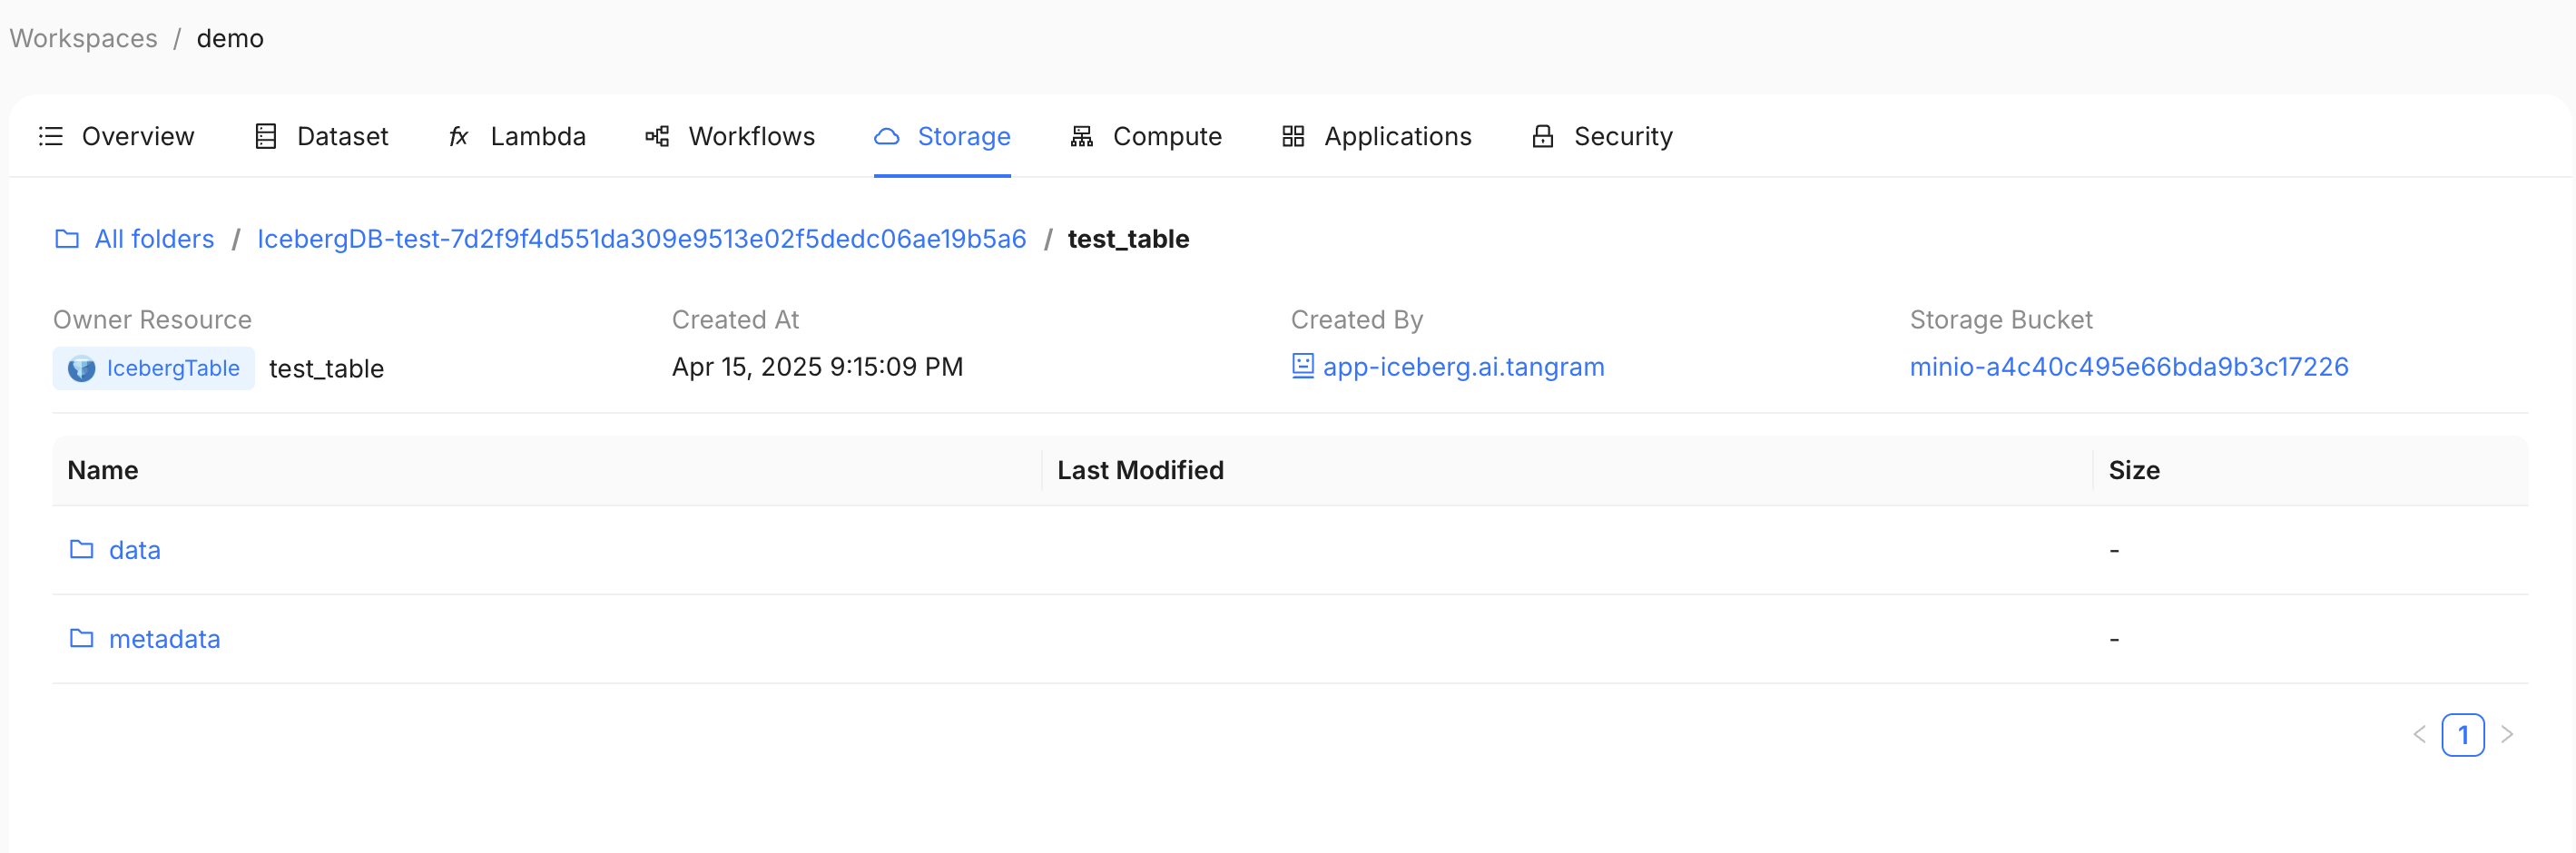 Workspaces / demo
Overview Dataset fx Lambda Workflows Storage Compute Applications Security
All folders / IcebergDB-test-7d2f9f4d551da309e9513e02f5dedc06ae19b5a6 / test_table
Owner Resource Created At Created By Storage Bucket
IcebergTable test_table Apr 15, 2025 9:15:09 PM app-iceberg.ai.tangram minio-a4c40c495e66bda9b3c17226
Name Last Modified Size
data -
metadata -
< 1 >